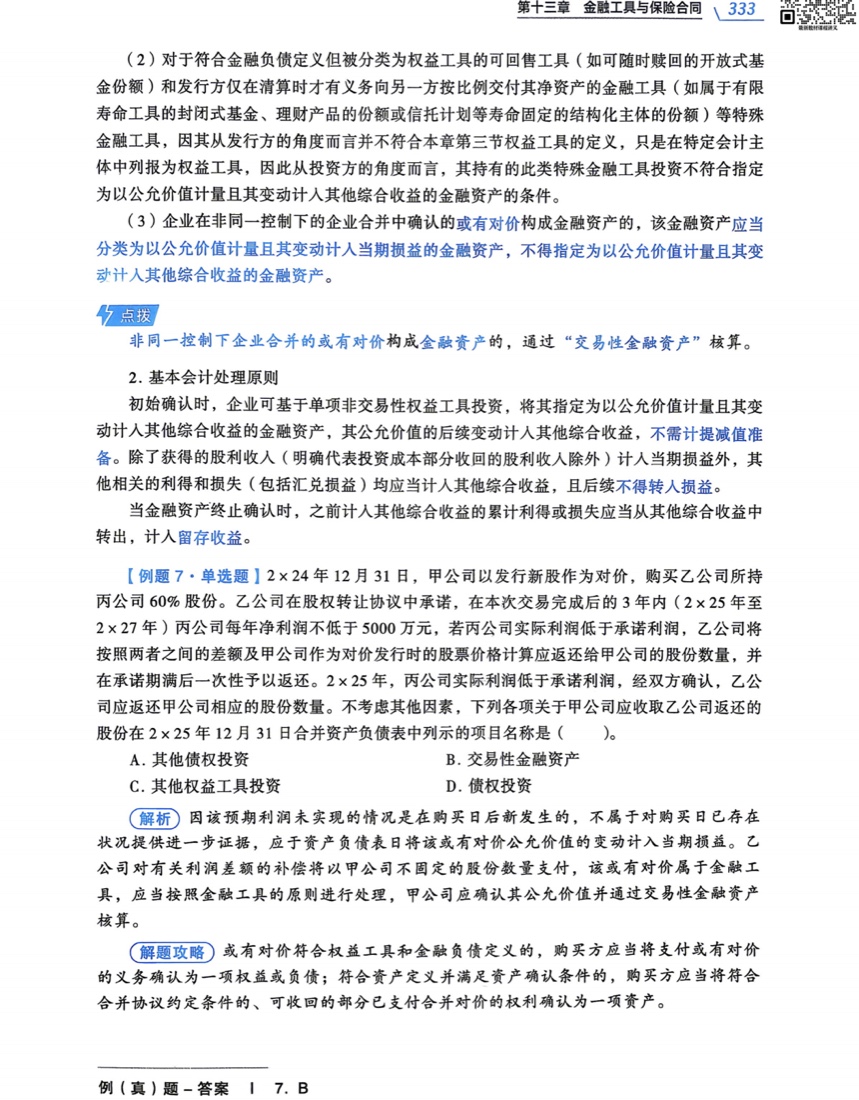 第十三章　金融工具与保险合同　333
（2）对于符合金融负债定义但被分类为权益工具的可回售工具（如可随时赎回的开放式基
金份额）和发行方仅在清算时才有义务向另一方按比例交付其净资产的金融工具（如属于有限
寿命工具的封闭式基金、理财产品的份额或信托计划等寿命固定的结构化主体的份额）等特殊
金融工具，因其从发行方的角度而言并不符合本章第三节权益工具的定义，只是在特定会计主
体中列报为权益工具，因此从投资方的角度而言，其持有的此类特殊金融工具投资不符合指定
为以公允价值计量且其变动计入其他综合收益的金融资产的条件。
（3）企业在非同一控制下的企业合并中确认的或有对价构成金融资产的，该金融资产应当
分类为以公允价值计量且其变动计入当期损益的金融资产，不得指定为以公允价值计量且其变
动计入其他综合收益的金融资产。
点拨
非同一控制下企业合并的或有对价构成金融资产的，通过“交易性金融资产”核算。
2. 基本会计处理原则
初始确认时，企业可基于单项非交易性权益工具投资，将其指定为以公允价值计量且其变
动计入其他综合收益的金融资产，其公允价值的后续变动计入其他综合收益，不需计提减值准
备。除了获得的股利收入（明确代表投资成本部分收回的股利收入除外）计入当期损益外，其
他相关的利得和损失（包括汇兑损益）均应当计入其他综合收益，且后续不得转入损益。
当金融资产终止确认时，之前计入其他综合收益的累计利得或损失应当从其他综合收益中
转出，计入留存收益。
【例题7·单选题】2×24年12月31日，甲公司以发行新股作为对价，购买乙公司所持
丙公司60%股份。乙公司在股权转让协议中承诺，在本次交易完成后的3年内（2×25年至
2×27年）丙公司每年净利润不低于5000万元，若丙公司实际利润低于承诺利润，乙公司将
按照两者之间的差额及甲公司作为对价发行时的股票价格计算应返还给甲公司的股份数量，并
在承诺期满后一次性予以返还。2×25年，丙公司实际利润低于承诺利润，经双方确认，乙公
司应返还甲公司相应的股份数量。不考虑其他因素，下列各项关于甲公司应收取乙公司返还的
股份在2×25年12月31日合并资产负债表中列示的项目名称是（　　）。
A. 其他债权投资　　B. 交易性金融资产
C. 其他权益工具投资　　D. 债权投资
解析 因该预期利润未实现的情况是在购买日后新发生的，不属于对购买日已存在
状况提供进一步证据，应于资产负债表日将该或有对价公允价值的变动计入当期损益。乙
公司对有关利润差额的补偿将以甲公司不固定的股份数量支付，该或有对价属于金融工
具，应当按照金融工具的原则进行处理，甲公司应确认其公允价值并通过交易性金融资产
核算。
解题攻略 或有对价符合权益工具和金融负债定义的，购买方应当将支付或有对价
的义务确认为一项权益或负债；符合资产定义并满足资产确认条件的，购买方应当将符合
合并协议约定条件的、可收回的部分已支付合并对价的权利确认为一项资产。
例（真）题－答案　|　7. B